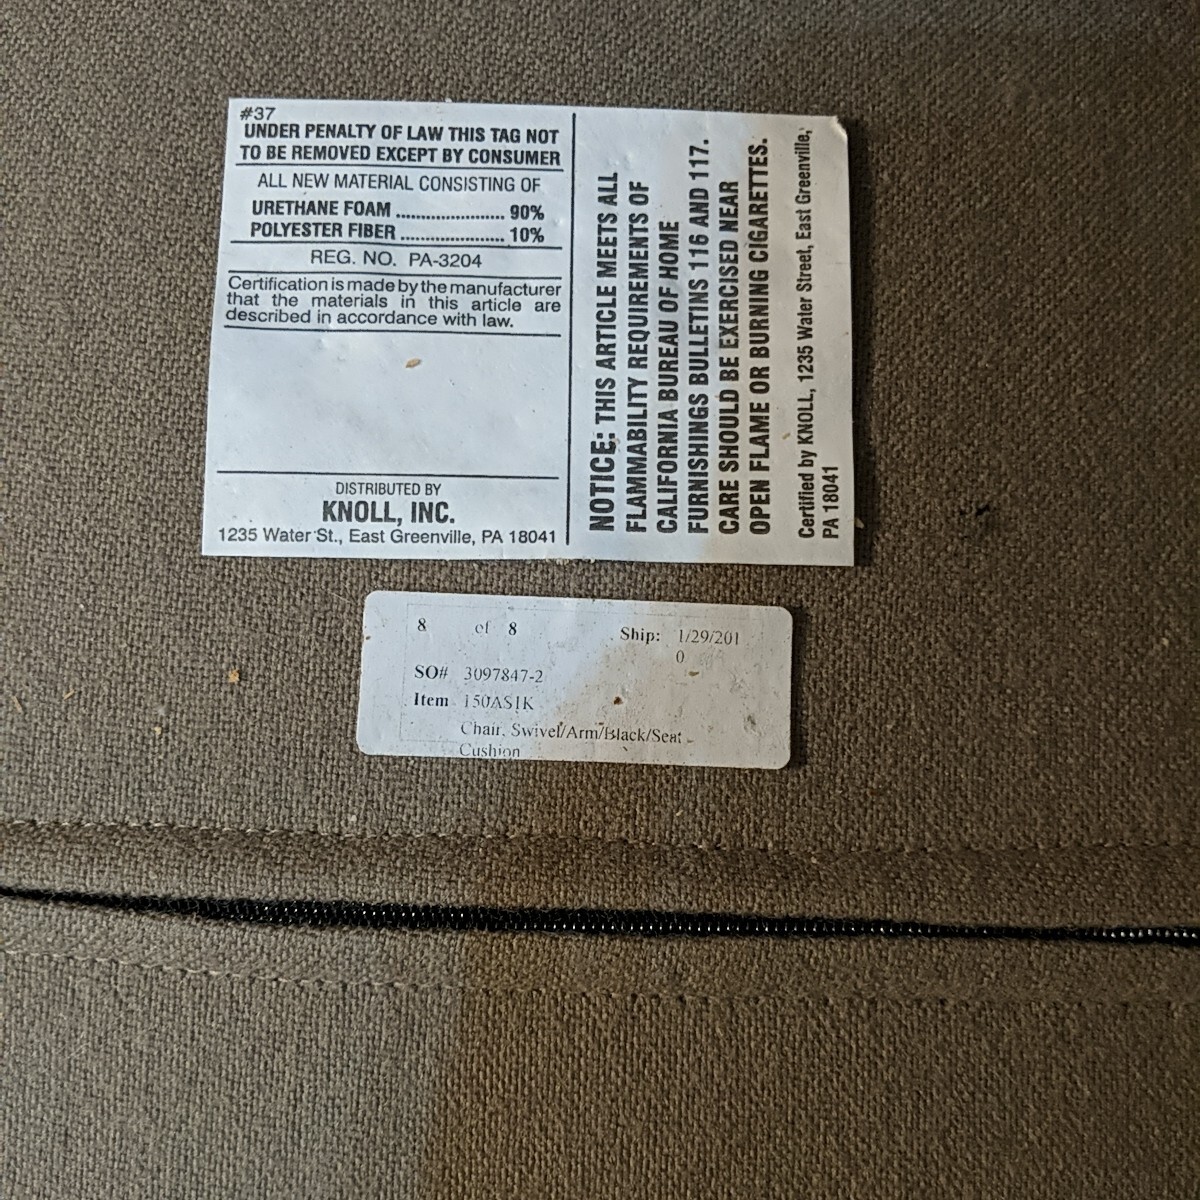 #37
UNDER PENALTY OF LAW THIS TAG NOT
TO BE REMOVED EXCEPT BY CONSUMER
ALL NEW MATERIAL CONSISTING OF
URETHANE FOAM ...................... 90%
POLYESTER FIBER ..................... 10%
REG. NO. PA-3204
Certification is made by the manufacturer
that the materials in this article are
described in accordance with law.
DISTRIBUTED BY
KNOLL, INC.
1235 Water St., East Greenville, PA 18041
NOTICE: THIS ARTICLE MEETS ALL
FLAMMABILITY REQUIREMENTS OF
CALIFORNIA BUREAU OF HOME
FURNISHINGS BULLETINS 116 AND 117.
CARE SHOULD BE EXERCISED NEAR
OPEN FLAME OR BURNING CIGARETTES.
Certified by KNOLL, 1235 Water Street, East Greenville,
PA 18041
8 of 8 Ship: 1/29/201
0
SO# 3097847-2
Item 150AS1K
Chair, Swivel/Arm/Black/Seat
Cushion